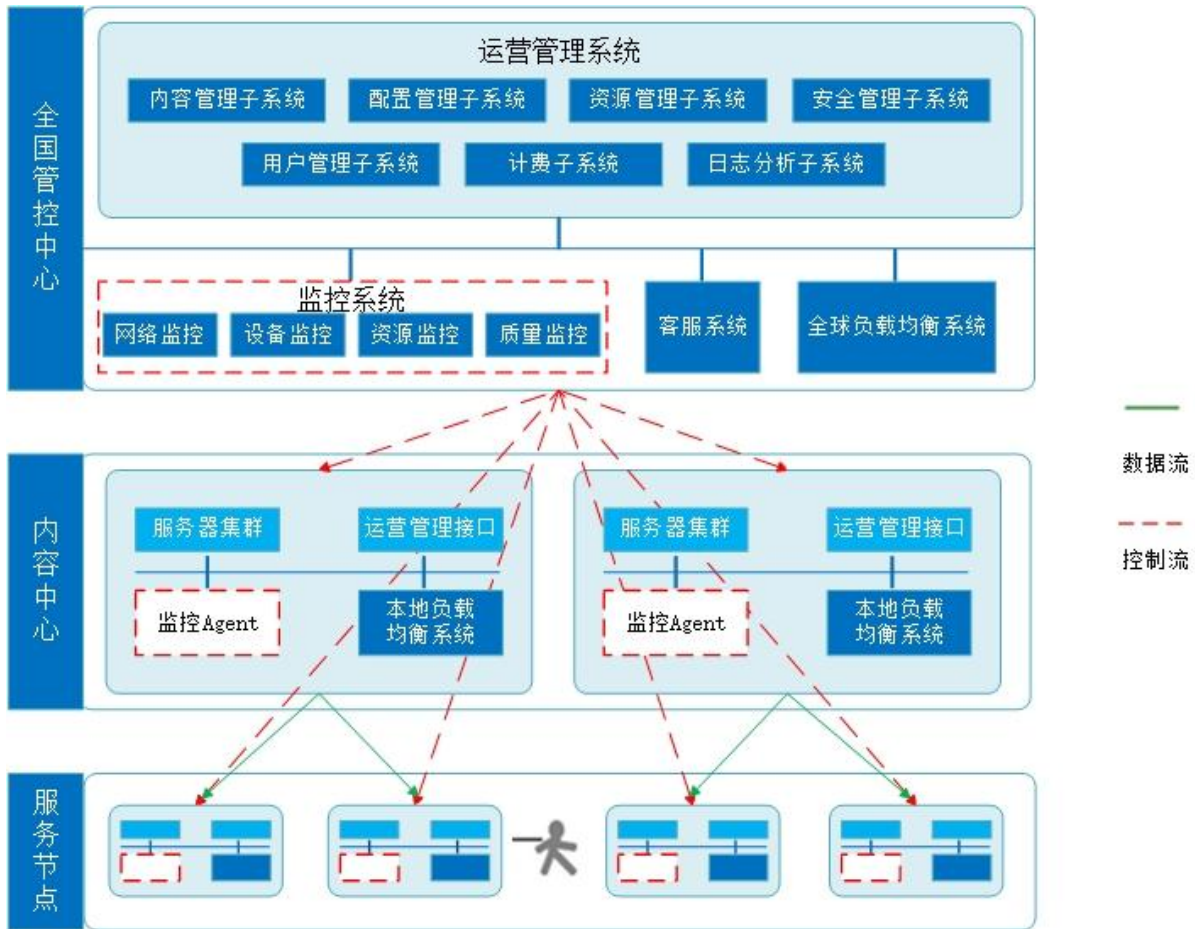 全国管控中心
运营管理系统
内容管理子系统
配置管理子系统
资源管理子系统
安全管理子系统
用户管理子系统
计费子系统
日志分析子系统
监控系统
网络监控
设备监控
资源监控
质量监控
客服系统
全球负载均衡系统
数据流
控制流
内容中心
服务器集群
运营管理接口
监控Agent
本地负载
均衡系统
服务器集群
运营管理接口
监控Agent
本地负载
均衡系统
服务节点